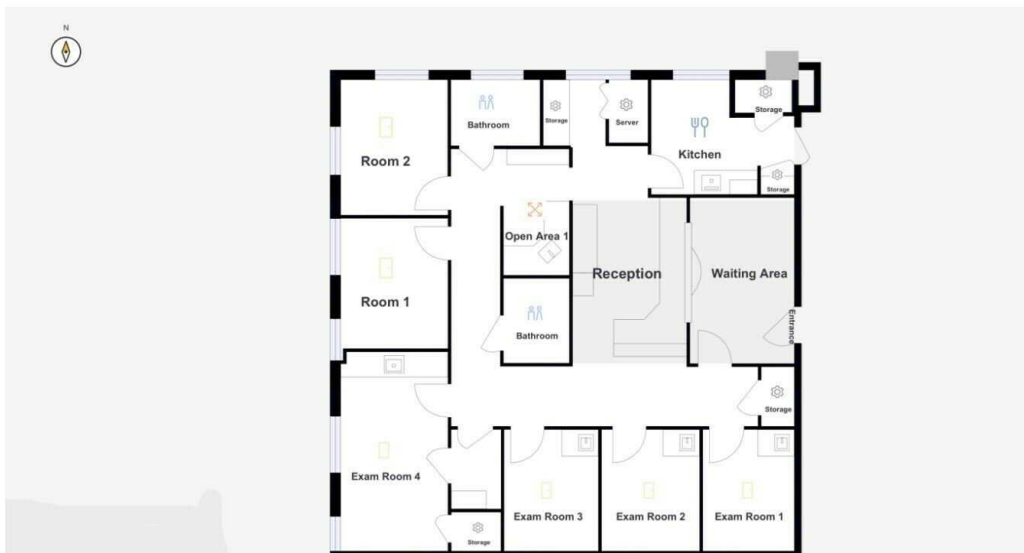 N
Storage
Bathroom
Storage
Server
Kitchen
Room 2
Storage
Open Area 1
Reception
Waiting Area
Room 1
Entrance
Bathroom
Storage
Exam Room 4
Exam Room 3
Exam Room 2
Exam Room 1
Storage